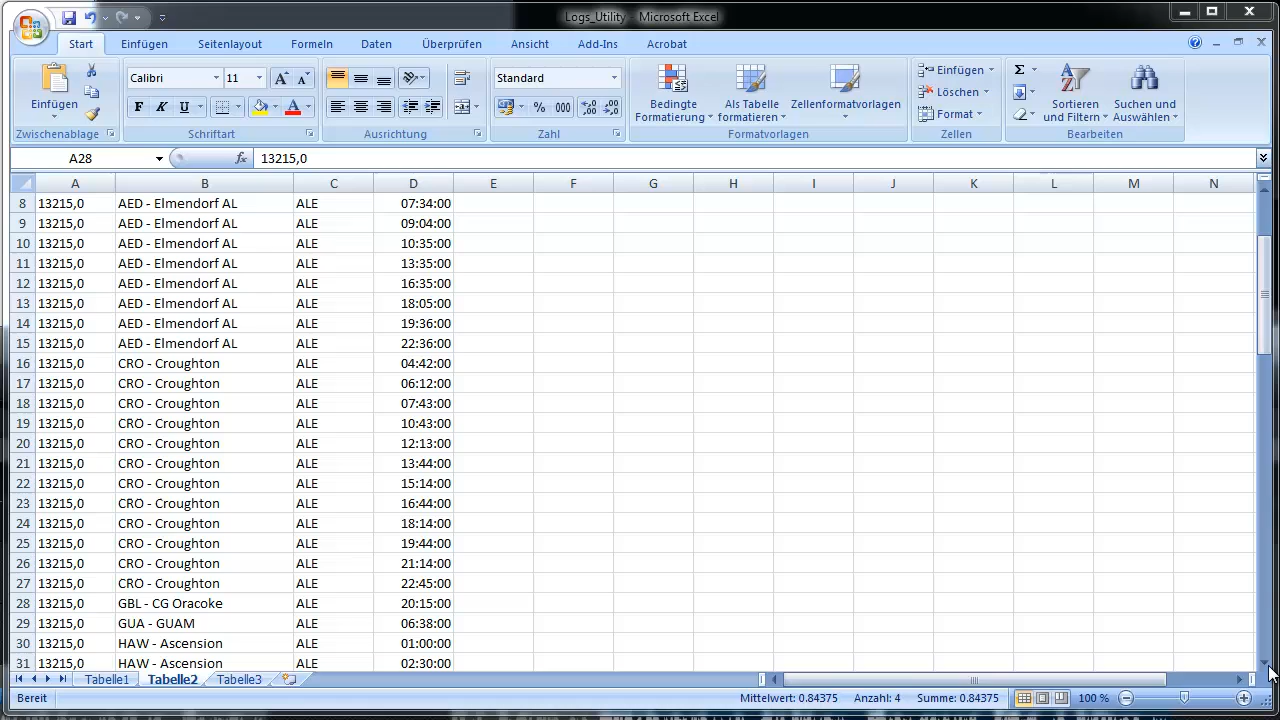 Logs_Utility - Microsoft Excel
Start Einfügen Seitenlayout Formeln Daten Überprüfen Ansicht Add-Ins Acrobat
Einfügen
Zwischenablage
Calibri 11
F K U
Schriftart
Ausrichtung
Standard
% 000
Zahl
Bedingte Formatierung
Als Tabelle formatieren
Zellenformatvorlagen
Formatvorlagen
Einfügen
Löschen
Format
Zellen
Σ
Sortieren und Filtern
Suchen und Auswählen
Bearbeiten
A28 fx 13215,0
A B C D E F G H I J K L M N
8 13215,0 AED - Elmendorf AL ALE 07:34:00
9 13215,0 AED - Elmendorf AL ALE 09:04:00
10 13215,0 AED - Elmendorf AL ALE 10:35:00
11 13215,0 AED - Elmendorf AL ALE 13:35:00
12 13215,0 AED - Elmendorf AL ALE 16:35:00
13 13215,0 AED - Elmendorf AL ALE 18:05:00
14 13215,0 AED - Elmendorf AL ALE 19:36:00
15 13215,0 AED - Elmendorf AL ALE 22:36:00
16 13215,0 CRO - Croughton ALE 04:42:00
17 13215,0 CRO - Croughton ALE 06:12:00
18 13215,0 CRO - Croughton ALE 07:43:00
19 13215,0 CRO - Croughton ALE 10:43:00
20 13215,0 CRO - Croughton ALE 12:13:00
21 13215,0 CRO - Croughton ALE 13:44:00
22 13215,0 CRO - Croughton ALE 15:14:00
23 13215,0 CRO - Croughton ALE 16:44:00
24 13215,0 CRO - Croughton ALE 18:14:00
25 13215,0 CRO - Croughton ALE 19:44:00
26 13215,0 CRO - Croughton ALE 21:14:00
27 13215,0 CRO - Croughton ALE 22:45:00
28 13215,0 GBL - CG Oracoke ALE 20:15:00
29 13215,0 GUA - GUAM ALE 06:38:00
30 13215,0 HAW - Ascension ALE 01:00:00
31 13215,0 HAW - Ascension ALE 02:30:00
Tabelle1 Tabelle2 Tabelle3
Bereit Mittelwert: 0.84375 Anzahl: 4 Summe: 0.84375 100 %